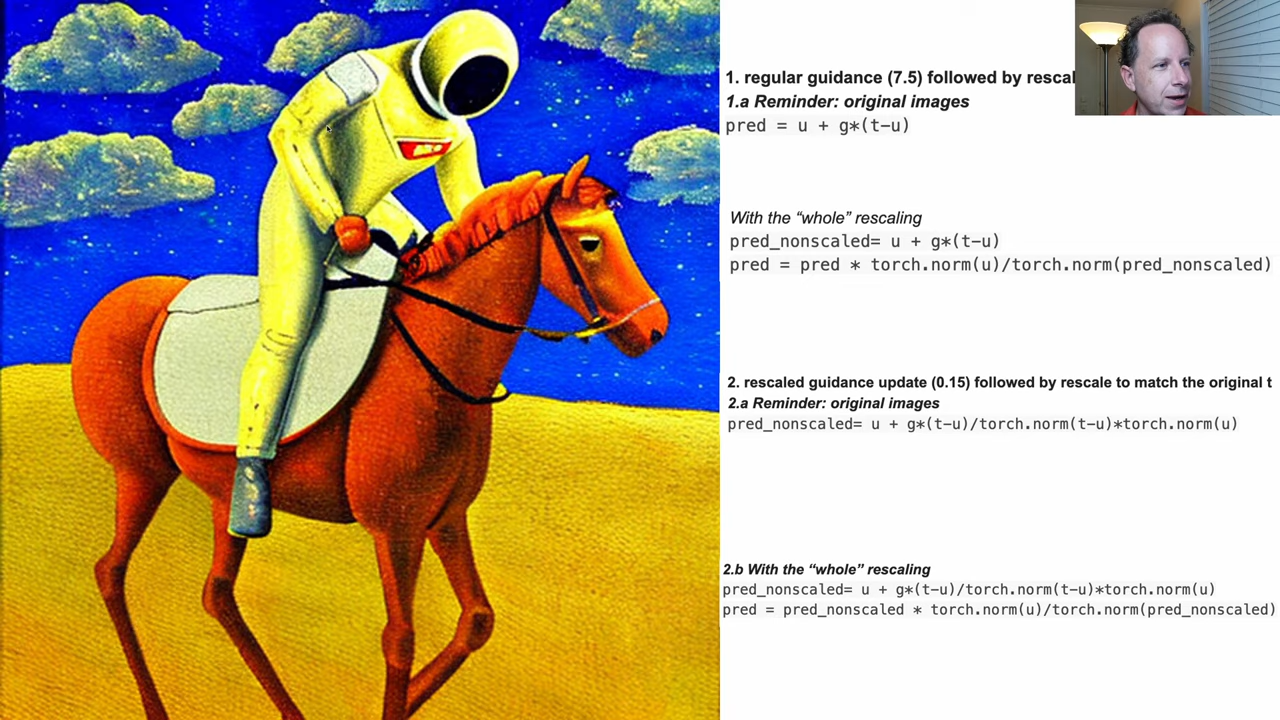 1. regular guidance (7.5) followed by rescal
1.a Reminder: original images
pred = u + g*(t-u)
With the “whole” rescaling
pred_nonscaled= u + g*(t-u)
pred = pred * torch.norm(u)/torch.norm(pred_nonscaled)
2. rescaled guidance update (0.15) followed by rescale to match the original t
2.a Reminder: original images
pred_nonscaled= u + g*(t-u)/torch.norm(t-u)*torch.norm(u)
2.b With the “whole” rescaling
pred_nonscaled= u + g*(t-u)/torch.norm(t-u)*torch.norm(u)
pred = pred_nonscaled * torch.norm(u)/torch.norm(pred_nonscaled)